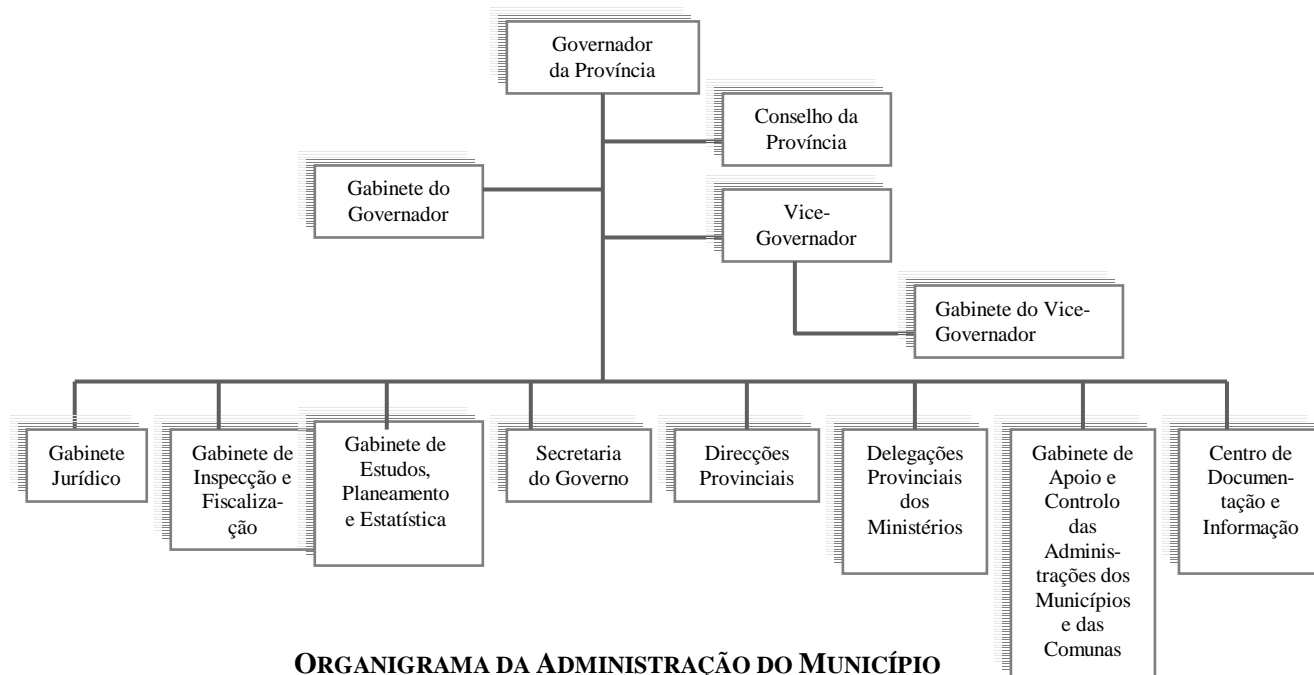 Governador
da Província
Conselho da
Província
Gabinete do
Governador
Vice-
Governador
Gabinete do Vice-
Governador
Gabinete
Jurídico
Gabinete de
Inspecção e
Fiscaliza-
ção
Gabinete de
Estudos,
Planeamento
e Estatística
Secretaria
do Governo
Direcções
Provinciais
Delegações
Provinciais
dos
Ministérios
Gabinete de
Apoio e
Controlo
das
Adminis-
trações dos
Municípios
e das
Comunas
Centro de
Documen-
tação e
Informação
ORGANIGRAMA DA ADMINISTRAÇÃO DO MUNICÍPIO